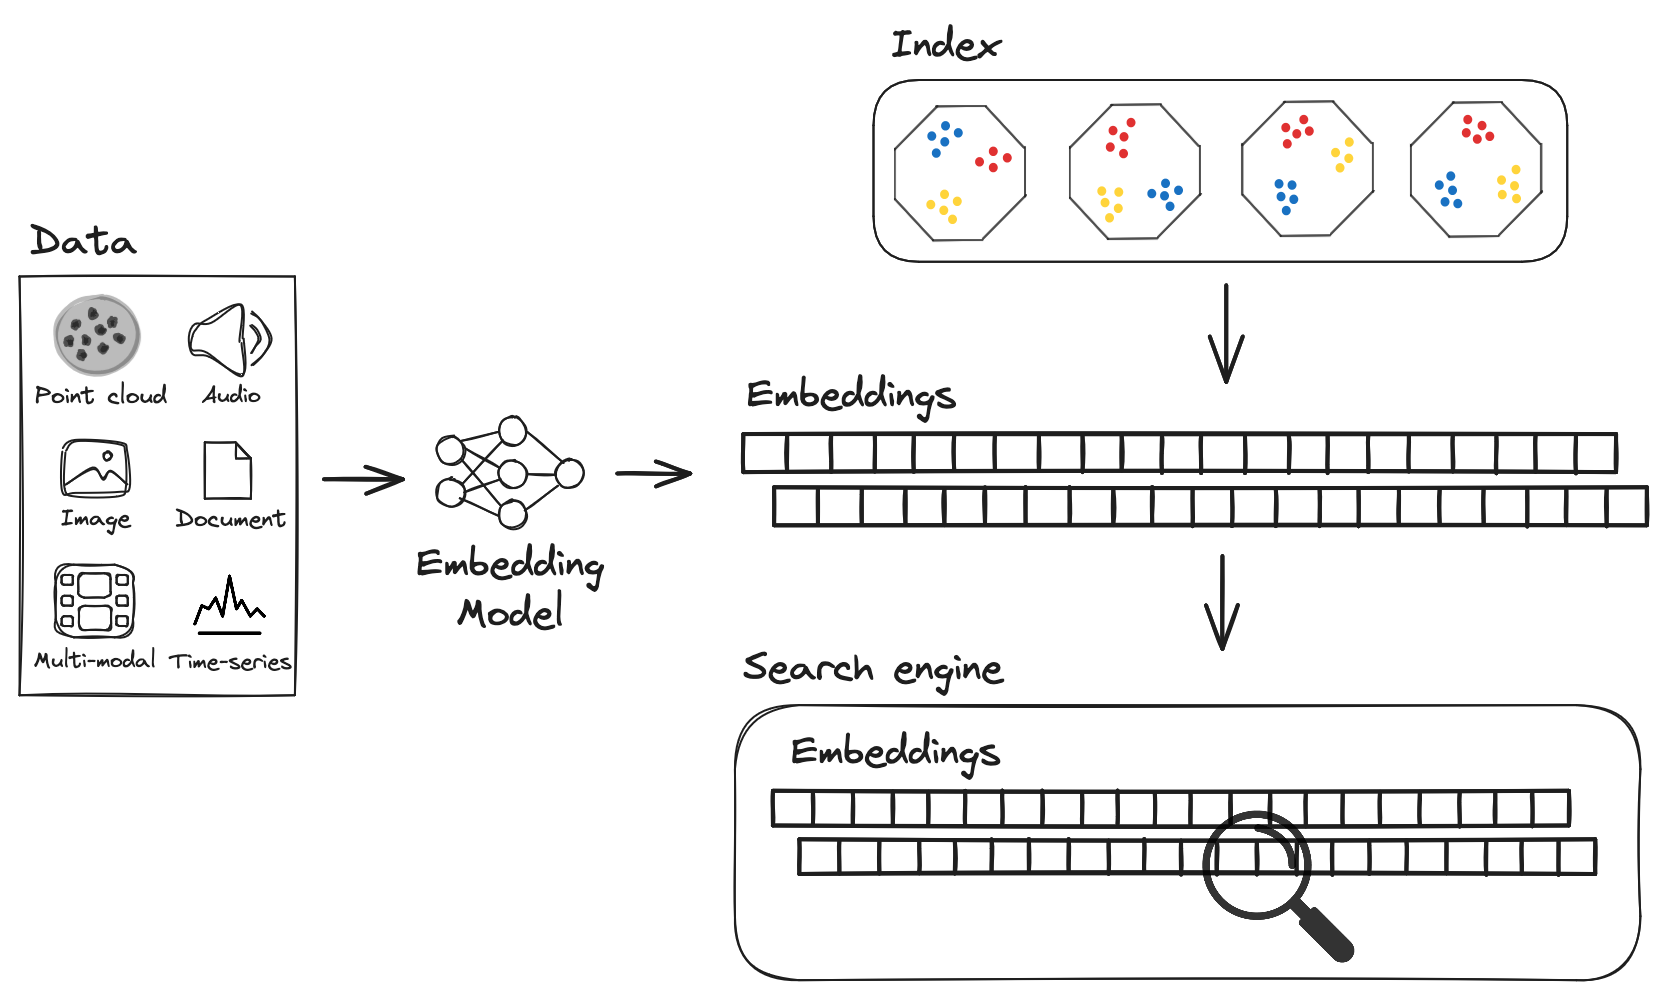 Index
Data
Point cloud
Audio
Image
Document
Multi-modal
Time-series
Embedding
Model
Embeddings
Search engine
Embeddings